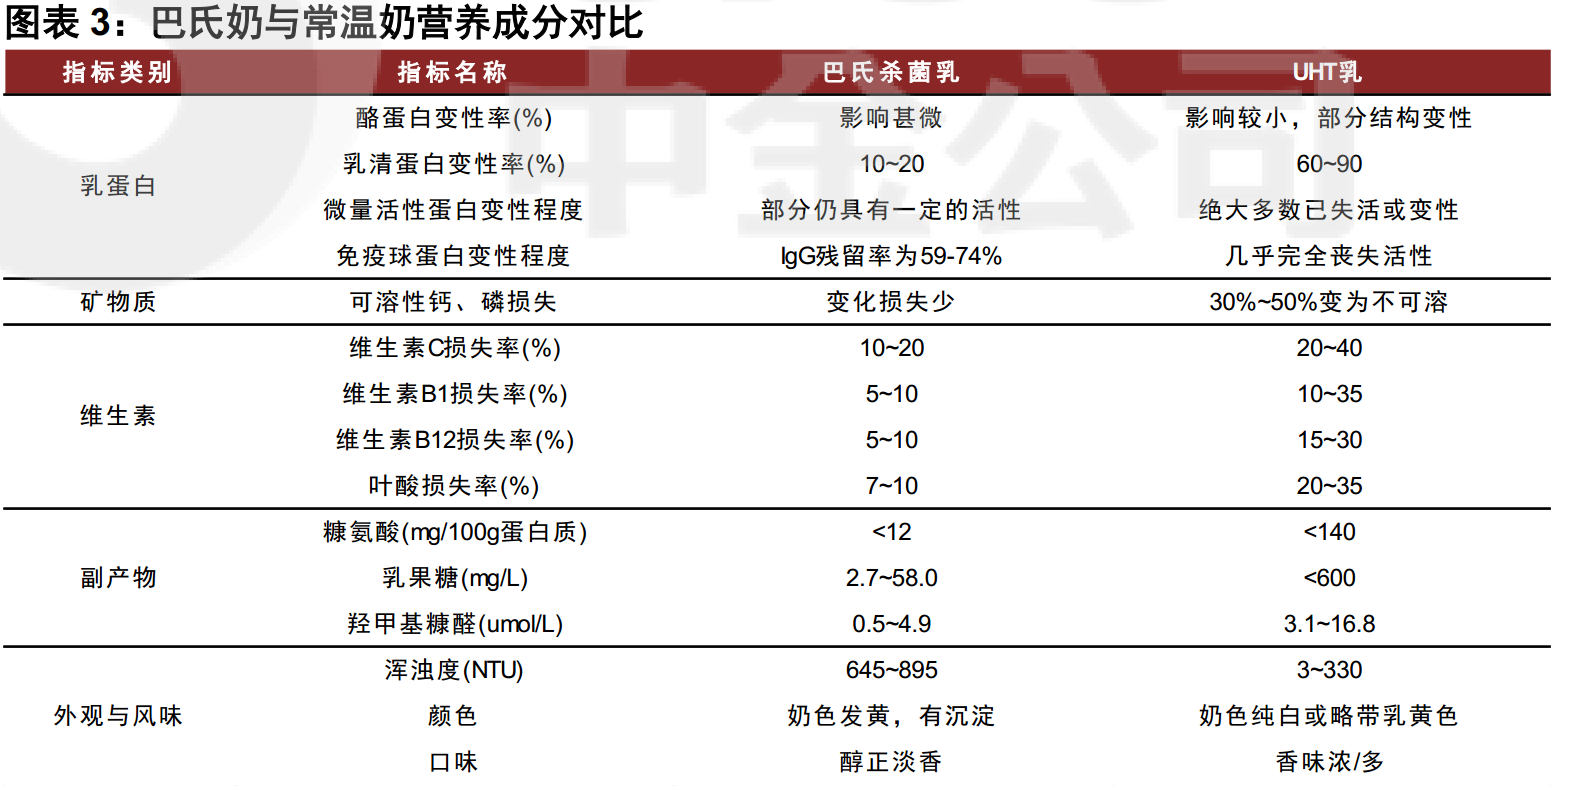 图表 3：巴氏奶与常温奶营养成分对比
指标类别 指标名称 巴氏杀菌乳 UHT乳
酪蛋白变性率(%) 影响甚微 影响较小，部分结构变性
乳清蛋白变性率(%) 10~20 60~90
乳蛋白
微量活性蛋白变性程度 部分仍具有一定的活性 绝大多数已失活或变性
免疫球蛋白变性程度 IgG残留率为59-74% 几乎完全丧失活性
矿物质 可溶性钙、磷损失 变化损失少 30%~50%变为不可溶
维生素C损失率(%) 10~20 20~40
维生素B1损失率(%) 5~10 10~35
维生素
维生素B12损失率(%) 5~10 15~30
叶酸损失率(%) 7~10 20~35
糠氨酸(mg/100g蛋白质) <12 <140
副产物 乳果糖(mg/L) 2.7~58.0 <600
羟甲基糠醛(umol/L) 0.5~4.9 3.1~16.8
浑浊度(NTU) 645~895 3~330
外观与风味 颜色 奶色发黄，有沉淀 奶色纯白或略带乳黄色
口味 醇正淡香 香味浓/多
中金公司